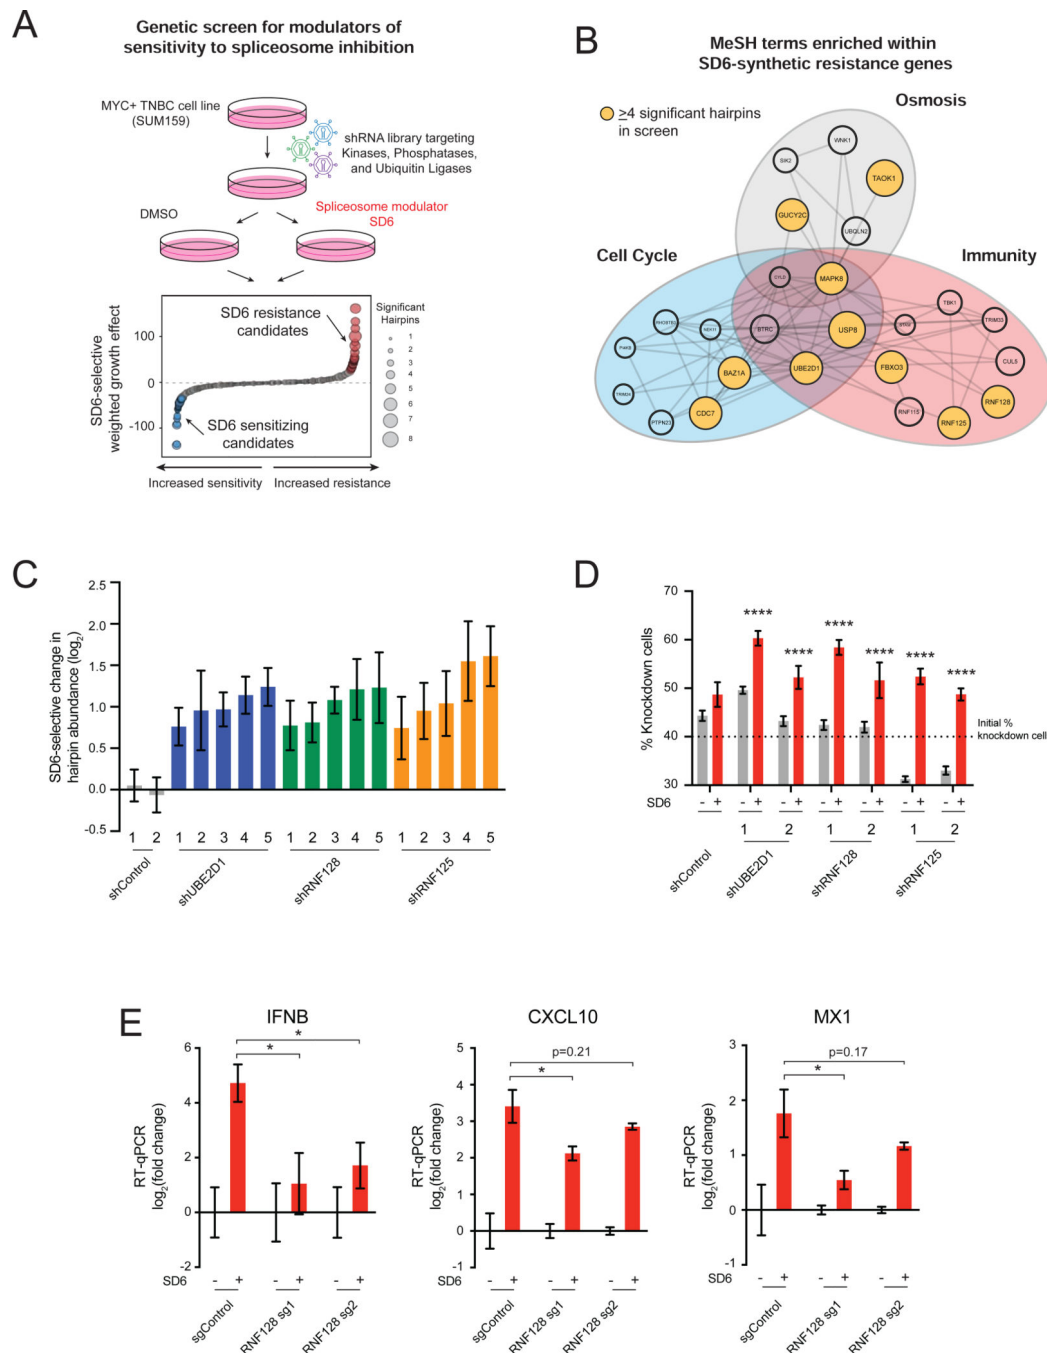 A
Genetic screen for modulators of
sensitivity to spliceosome inhibition
MYC+ TNBC cell line
(SUM159)
shRNA library targeting
Kinases, Phosphatases,
and Ubiquitin Ligases
DMSO
Spliceosome modulator
SD6
SD6-selective
weighted growth effect
100
0
-100
SD6 resistance
candidates
SD6 sensitizing
candidates
Significant
Hairpins
1
2
3
4
5
6
7
8
Increased sensitivity
Increased resistance
B
MeSH terms enriched within
SD6-synthetic resistance genes
≥4 significant hairpins
in screen
Osmosis
WNK1
SIK2
TAOK1
GUCY2C
UBQLN2
Cell Cycle
Immunity
CYLD
MAPK8
TBK1
TRIM33
BTRC
USP8
NEK11
CUL5
BAZ1A
UBE2D1
FBXO3
TRIM24
CDC7
PTPN23
RNF115
RNF128
RNF125
C
SD6-selective change in
hairpin abundance (log2)
2.5
2.0
1.5
1.0
0.5
0.0
-0.5
1 2 1 2 3 4 5 1 2 3 4 5 1 2 3 4 5
shControl
shUBE2D1
shRNF128
shRNF125
D
% Knockdown cells
70
60
50
40
30
**** **** **** **** **** ****
Initial %
knockdown cell
SD6 - + - + - + - + - + - + - +
1 2 1 2 1 2
shControl
shUBE2D1
shRNF128
shRNF125
E
IFNB
RT-qPCR
log2(fold change)
6
4
2
0
-2
*
*
SD6 - + - + - +
sgControl
RNF128 sg1
RNF128 sg2
CXCL10
RT-qPCR
log2(fold change)
5
4
3
2
1
0
-1
p=0.21
*
SD6 - + - + - +
sgControl
RNF128 sg1
RNF128 sg2
MX1
RT-qPCR
log2(fold change)
3
2
1
0
-1
p=0.17
*
SD6 - + - + - +
sgControl
RNF128 sg1
RNF128 sg2